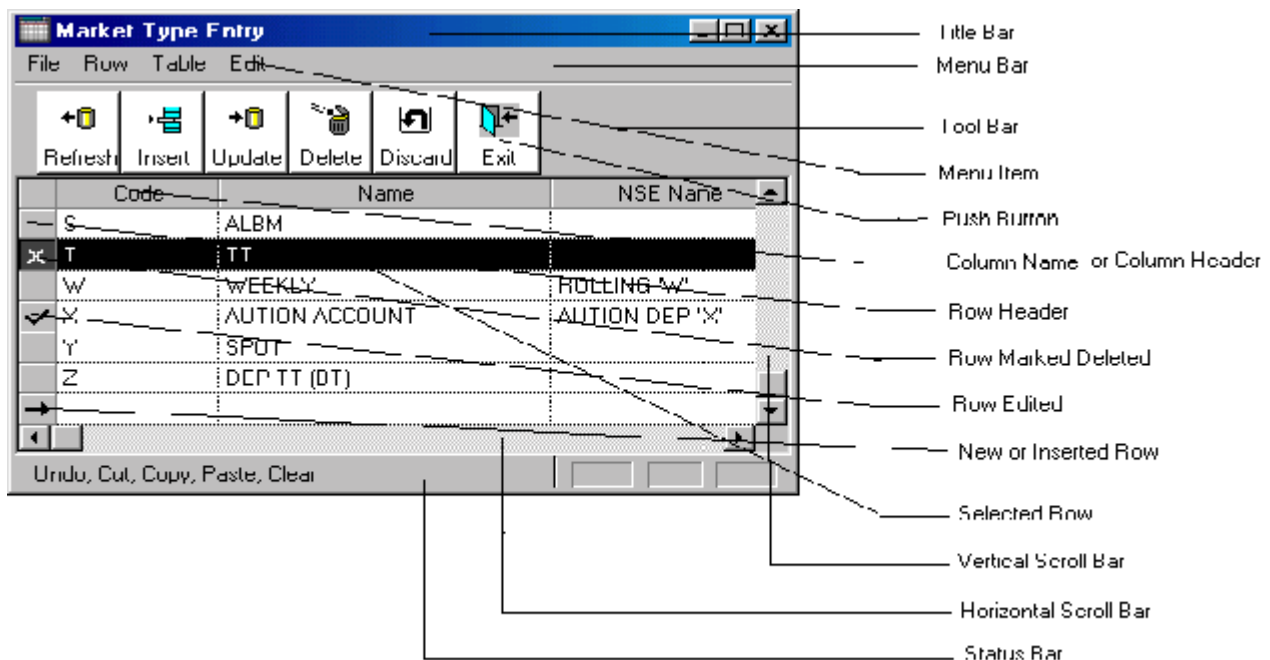 Market Type Entry
File Row Table Edit
Refresh Insert Update Delete Discard Exit
Code Name NSE Name
S ALBM
T TT
W WEEKLY ROLLING 'W'
X AUTION ACCOUNT AUTION DEP 'X'
Y SPOT
Z DEP TT (DT)
Undo, Cut, Copy, Paste, Clear
Title Bar
Menu Bar
Tool Bar
Menu Item
Push Button
Column Name or Column Header
Row Header
Row Marked Deleted
Row Edited
New or Inserted Row
Selected Row
Vertical Scroll Bar
Horizontal Scroll Bar
Status Bar